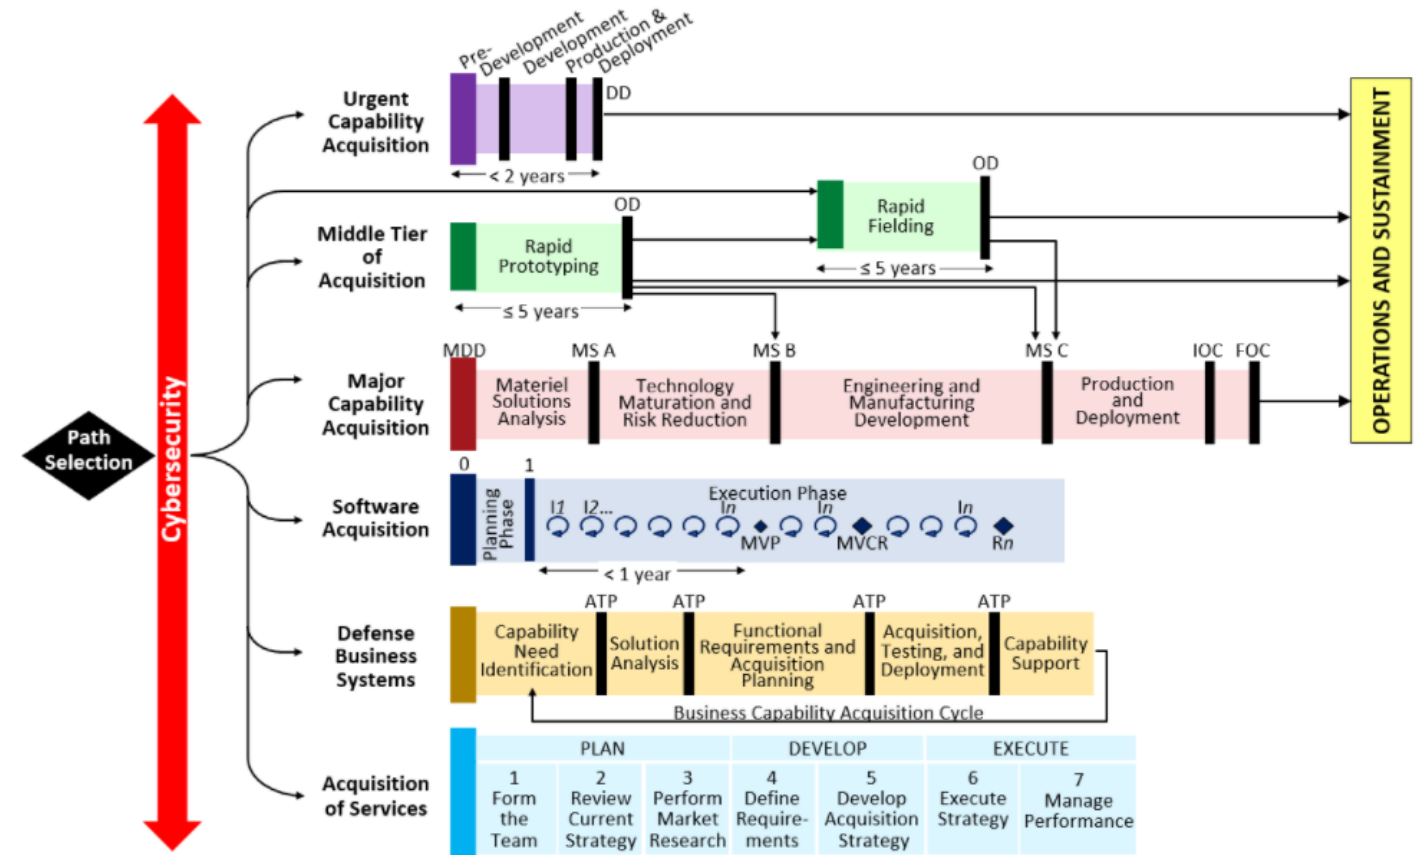 Pre-
Development
Development
Production &
Deployment
Urgent
Capability
Acquisition
DD
< 2 years
Middle Tier
of
Acquisition
Rapid
Prototyping
OD
≤ 5 years
Rapid
Fielding
OD
≤ 5 years
OPERATIONS AND SUSTAINMENT
Cybersecurity
Path
Selection
Major
Capability
Acquisition
MDD
MS A
MS B
MS C
IOC
FOC
Materiel
Solutions
Analysis
Technology
Maturation and
Risk Reduction
Engineering and
Manufacturing
Development
Production
and
Deployment
Software
Acquisition
0
1
Planning
Phase
Execution Phase
I1
I2...
In
In
In
MVP
MVCR
Rn
< 1 year
Defense
Business
Systems
ATP
ATP
ATP
ATP
Capability
Need
Identification
Solution
Analysis
Functional
Requirements and
Acquisition
Planning
Acquisition,
Testing, and
Deployment
Capability
Support
Business Capability Acquisition Cycle
Acquisition
of Services
PLAN
DEVELOP
EXECUTE
1
Form
the
Team
2
Review
Current
Strategy
3
Perform
Market
Research
4
Define
Require-
ments
5
Develop
Acquisition
Strategy
6
Execute
Strategy
7
Manage
Performance